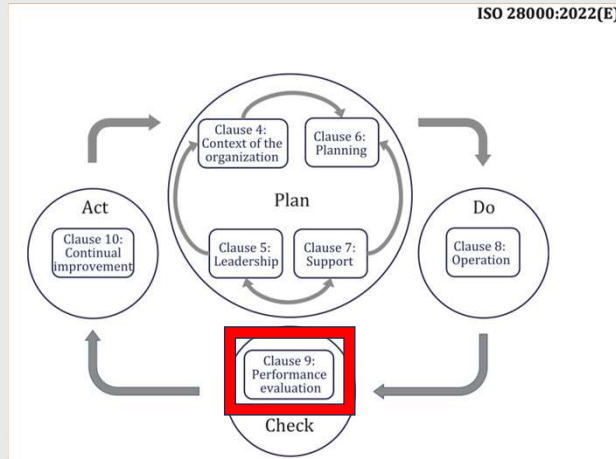 ISO 28000:2022(E)
Clause 4:
Context of the
organization
Clause 6:
Planning
Plan
Clause 5:
Leadership
Clause 7:
Support
Act
Clause 10:
Continual
improvement
Do
Clause 8:
Operation
Clause 9:
Performance
evaluation
Check